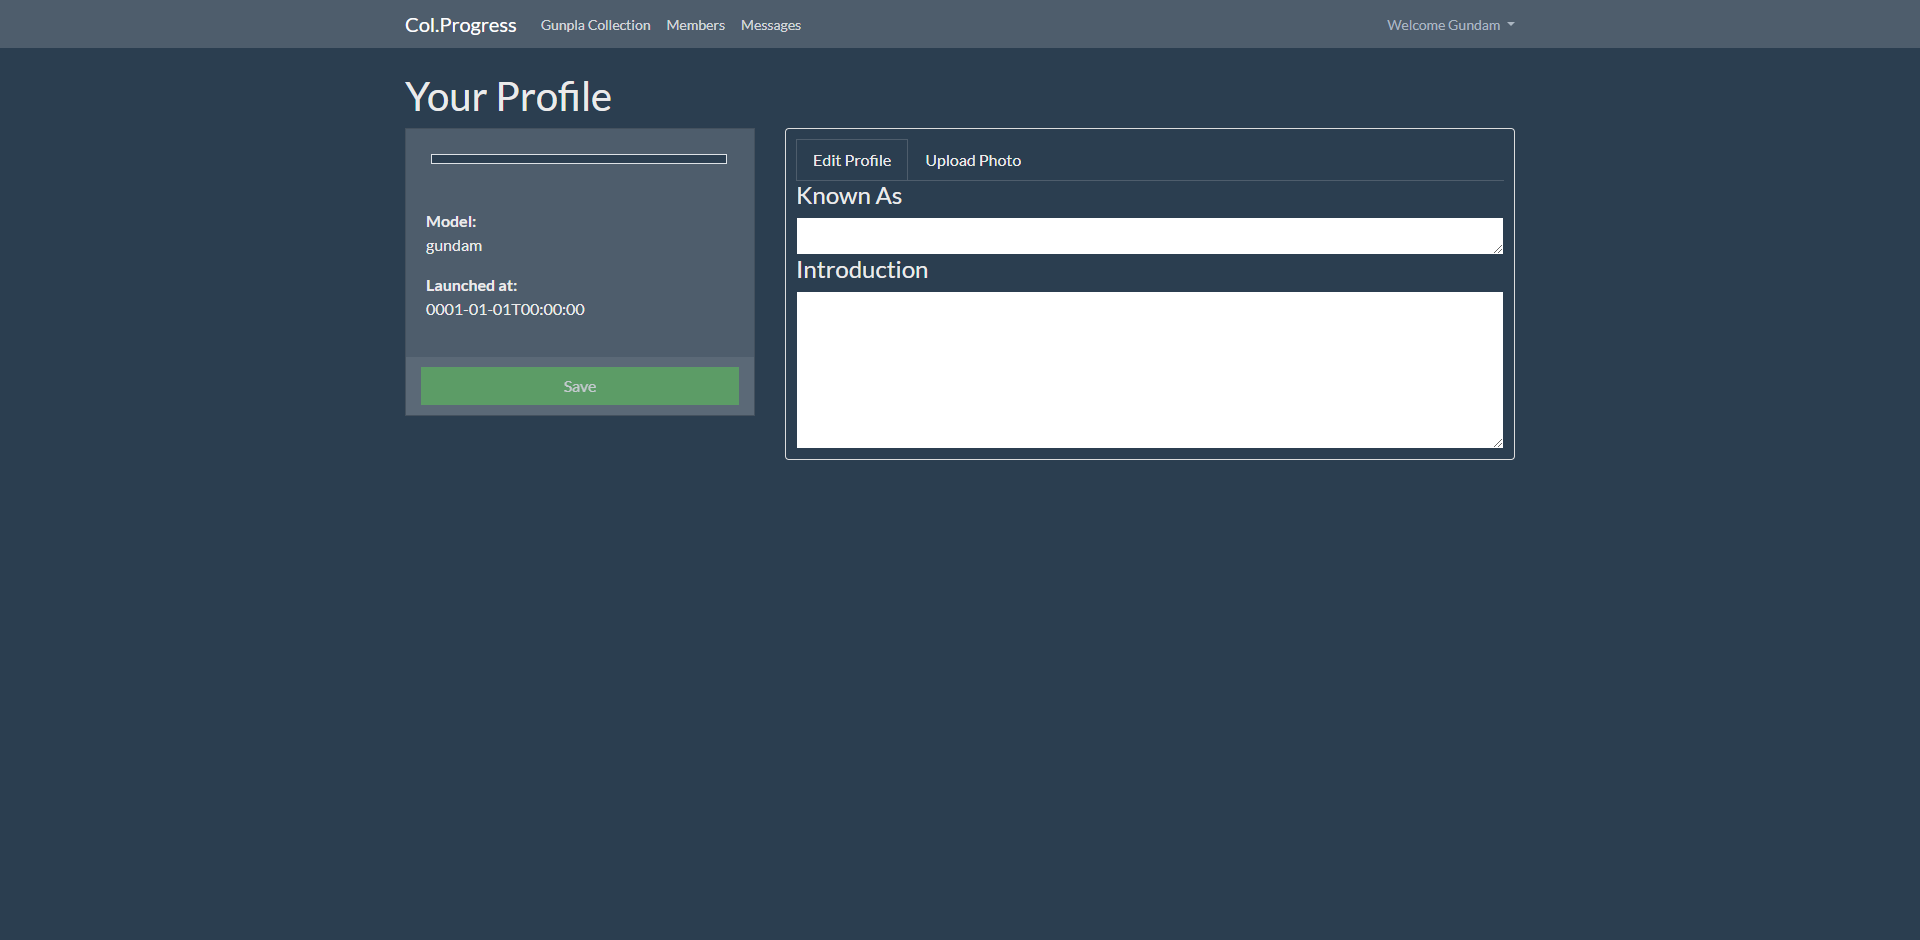 Col.Progress Gunpla Collection Members Messages Welcome Gundam
Your Profile
Model:
gundam
Launched at:
0001-01-01T00:00:00
Save
Edit Profile Upload Photo
Known As
Introduction